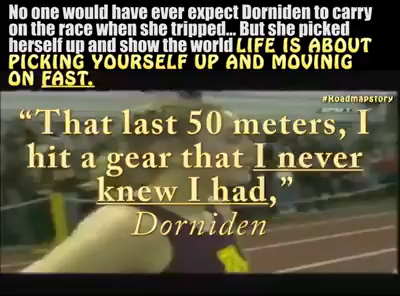 No one would have ever expect Dorniden to carry
on the race when she tripped... But she picked
herself up and show the world LIFE IS ABOUT
PICKING YOURSELF UP AND MOVINIG
ON FAST.
#Roadmapstory
“That last 50 meters, I
hit a gear that I never
knew I had,”
Dorniden